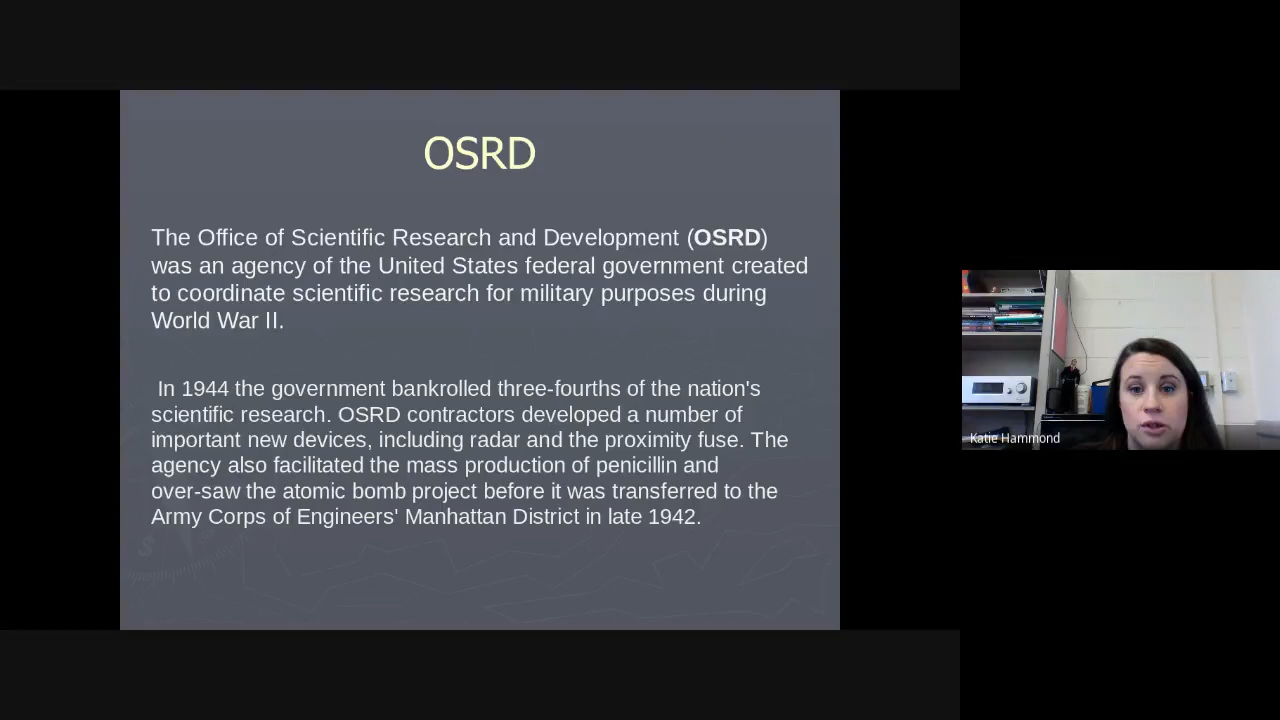 OSRD
The Office of Scientific Research and Development (OSRD)
was an agency of the United States federal government created
to coordinate scientific research for military purposes during
World War II.
In 1944 the government bankrolled three-fourths of the nation's
scientific research. OSRD contractors developed a number of
important new devices, including radar and the proximity fuse. The
agency also facilitated the mass production of penicillin and
over-saw the atomic bomb project before it was transferred to the
Army Corps of Engineers' Manhattan District in late 1942.
Katie Hammond